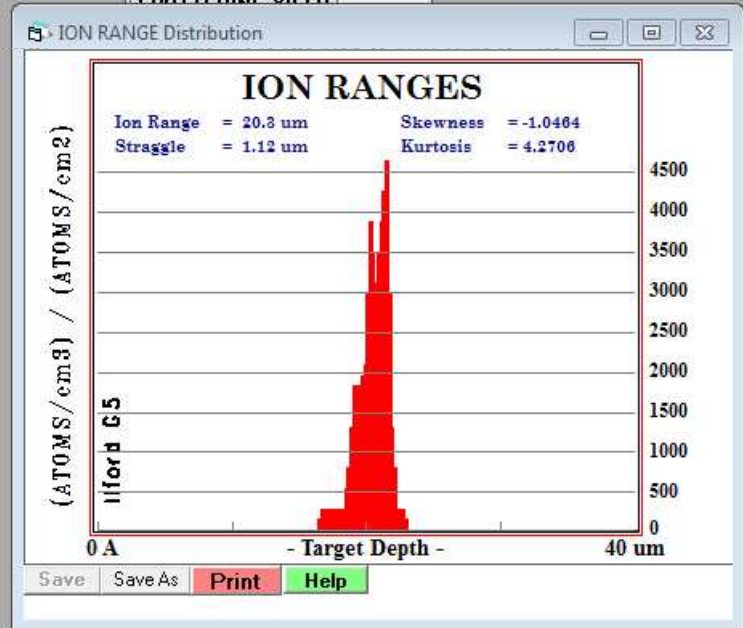 ION RANGE Distribution
ION RANGES
Ion Range = 20.3 um
Skewness = -1.0464
Straggle = 1.12 um
Kurtosis = 4.2706
(ATOMS/cm3) / (ATOMS/cm2)
Ilford G5
4500
4000
3500
3000
2500
2000
1500
1000
500
0
0 A
- Target Depth -
40 um
Save
Save As
Print
Help